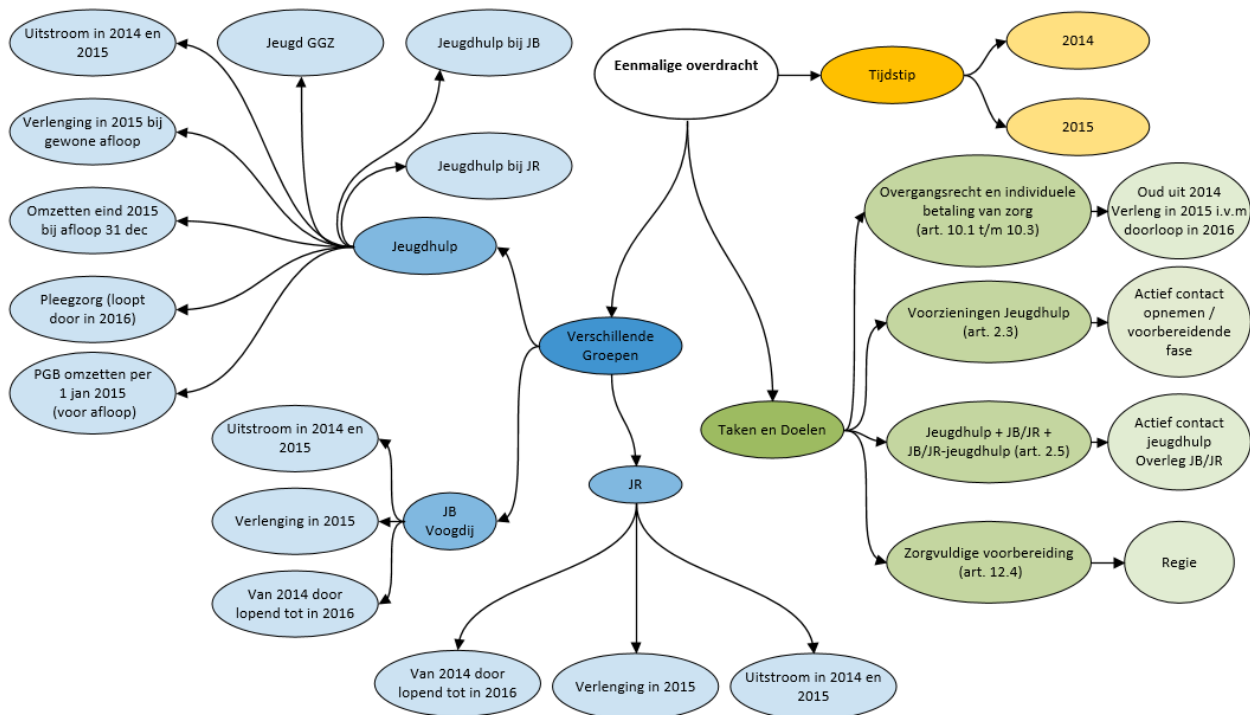 Uitstroom in 2014 en
2015
Jeugd GGZ
Jeugdhulp bij JB
Eenmalige overdracht
Tijdstip
2014
2015
Verlenging in 2015 bij
gewone afloop
Jeugdhulp bij JR
Omzetten eind 2015
bij afloop 31 dec
Jeugdhulp
Pleegzorg (loopt
door in 2016)
PGB omzetten per
1 jan 2015
(voor afloop)
Verschillende
Groepen
Overgangsrecht en individuele
betaling van zorg
(art. 10.1 t/m 10.3)
Oud uit 2014
Verleng in 2015 i.v.m
doorloop in 2016
Voorzieningen Jeugdhulp
(art. 2.3)
Actief contact
opnemen /
voorbereidende
fase
Taken en Doelen
Jeugdhulp + JB/JR +
JB/JR-jeugdhulp (art. 2.5)
Actief contact
jeugdhulp
Overleg JB/JR
Zorgvuldige voorbereiding
(art. 12.4)
Regie
Uitstroom in 2014 en
2015
Verlenging in 2015
JB
Voogdij
Van 2014 door
lopend tot in 2016
JR
Van 2014 door
lopend tot in 2016
Verlenging in 2015
Uitstroom in 2014 en
2015